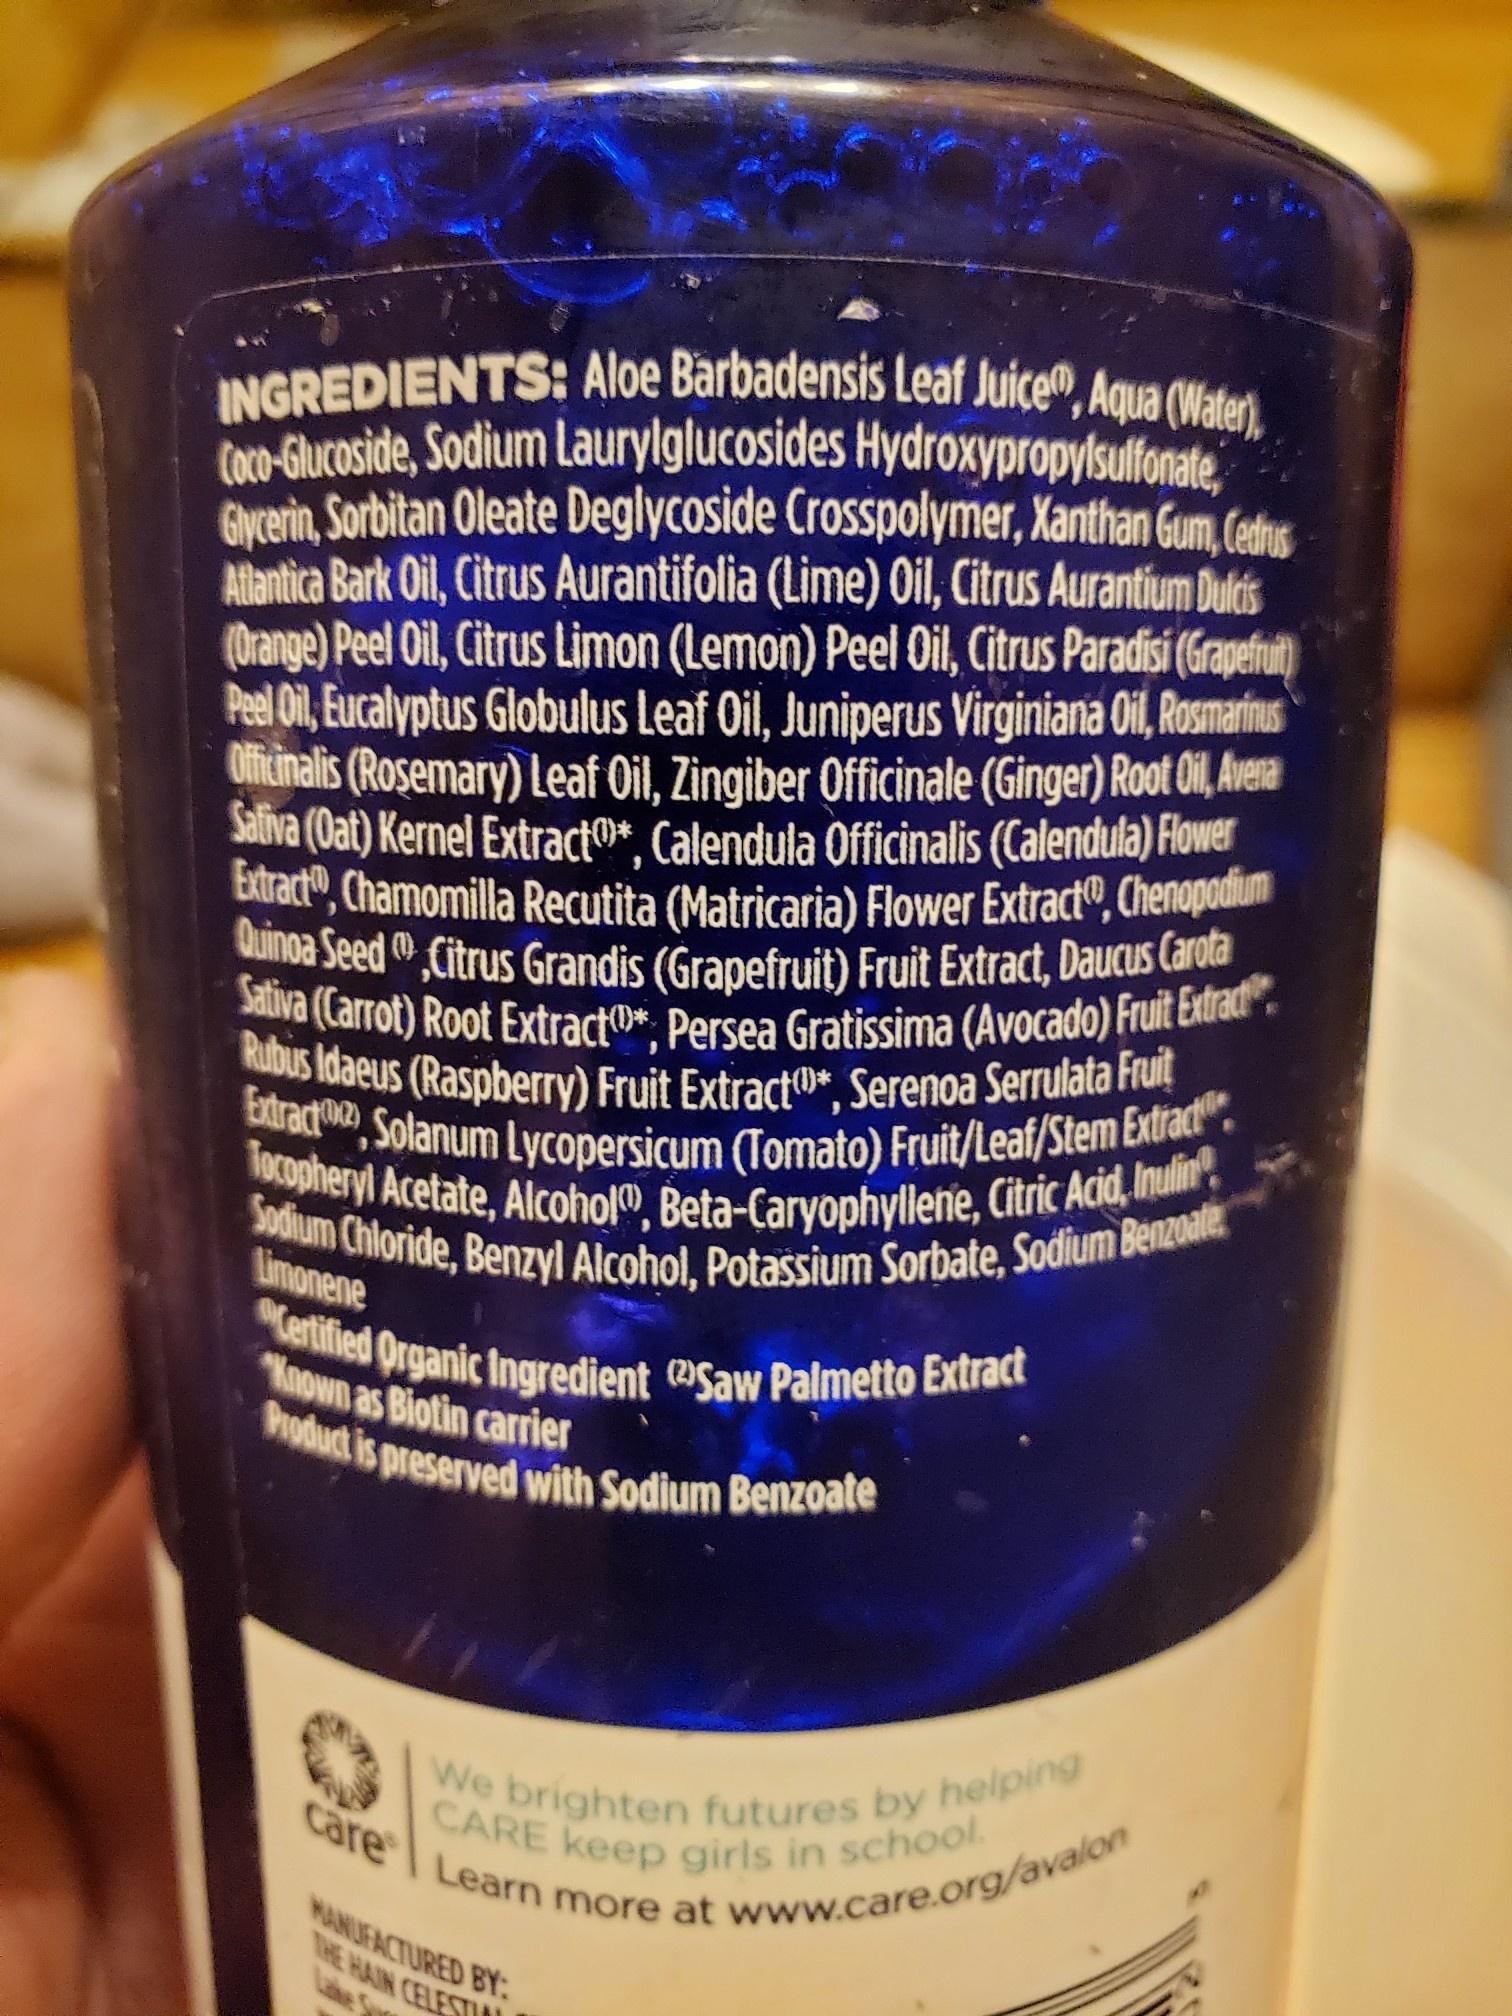 INGREDIENTS: Aloe Barbadensis Leaf Juice⁽¹⁾, Aqua (Water),
Coco-Glucoside, Sodium Laurylglucosides Hydroxypropylsulfonate,
Glycerin, Sorbitan Oleate Deglycoside Crosspolymer, Xanthan Gum, Cedrus
Atlantica Bark Oil, Citrus Aurantifolia (Lime) Oil, Citrus Aurantium Dulcis
(Orange) Peel Oil, Citrus Limon (Lemon) Peel Oil, Citrus Paradisi (Grapefruit)
Peel Oil, Eucalyptus Globulus Leaf Oil, Juniperus Virginiana Oil, Rosmarinus
Officinalis (Rosemary) Leaf Oil, Zingiber Officinale (Ginger) Root Oil, Avena
Sativa (Oat) Kernel Extract⁽¹⁾*, Calendula Officinalis (Calendula) Flower
Extract⁽¹⁾, Chamomilla Recutita (Matricaria) Flower Extract⁽¹⁾, Chenopodium
Quinoa Seed ⁽¹⁾ ,Citrus Grandis (Grapefruit) Fruit Extract, Daucus Carota
Sativa (Carrot) Root Extract⁽¹⁾*, Persea Gratissima (Avocado) Fruit Extract⁽¹⁾*,
Rubus Idaeus (Raspberry) Fruit Extract⁽¹⁾*, Serenoa Serrulata Fruit
Extract⁽¹⁾⁽²⁾, Solanum Lycopersicum (Tomato) Fruit/Leaf/Stem Extract⁽¹⁾*,
Tocopheryl Acetate, Alcohol⁽¹⁾, Beta-Caryophyllene, Citric Acid, Inulin⁽¹⁾,
Sodium Chloride, Benzyl Alcohol, Potassium Sorbate, Sodium Benzoate,
Limonene
⁽¹⁾Certified Organic Ingredient ⁽²⁾Saw Palmetto Extract
*Known as Biotin carrier
Product is preserved with Sodium Benzoate
care®
We brighten futures by helping
CARE keep girls in school.
Learn more at www.care.org/avalon
MANUFACTURED BY:
THE HAIN CELESTIAL
Lake